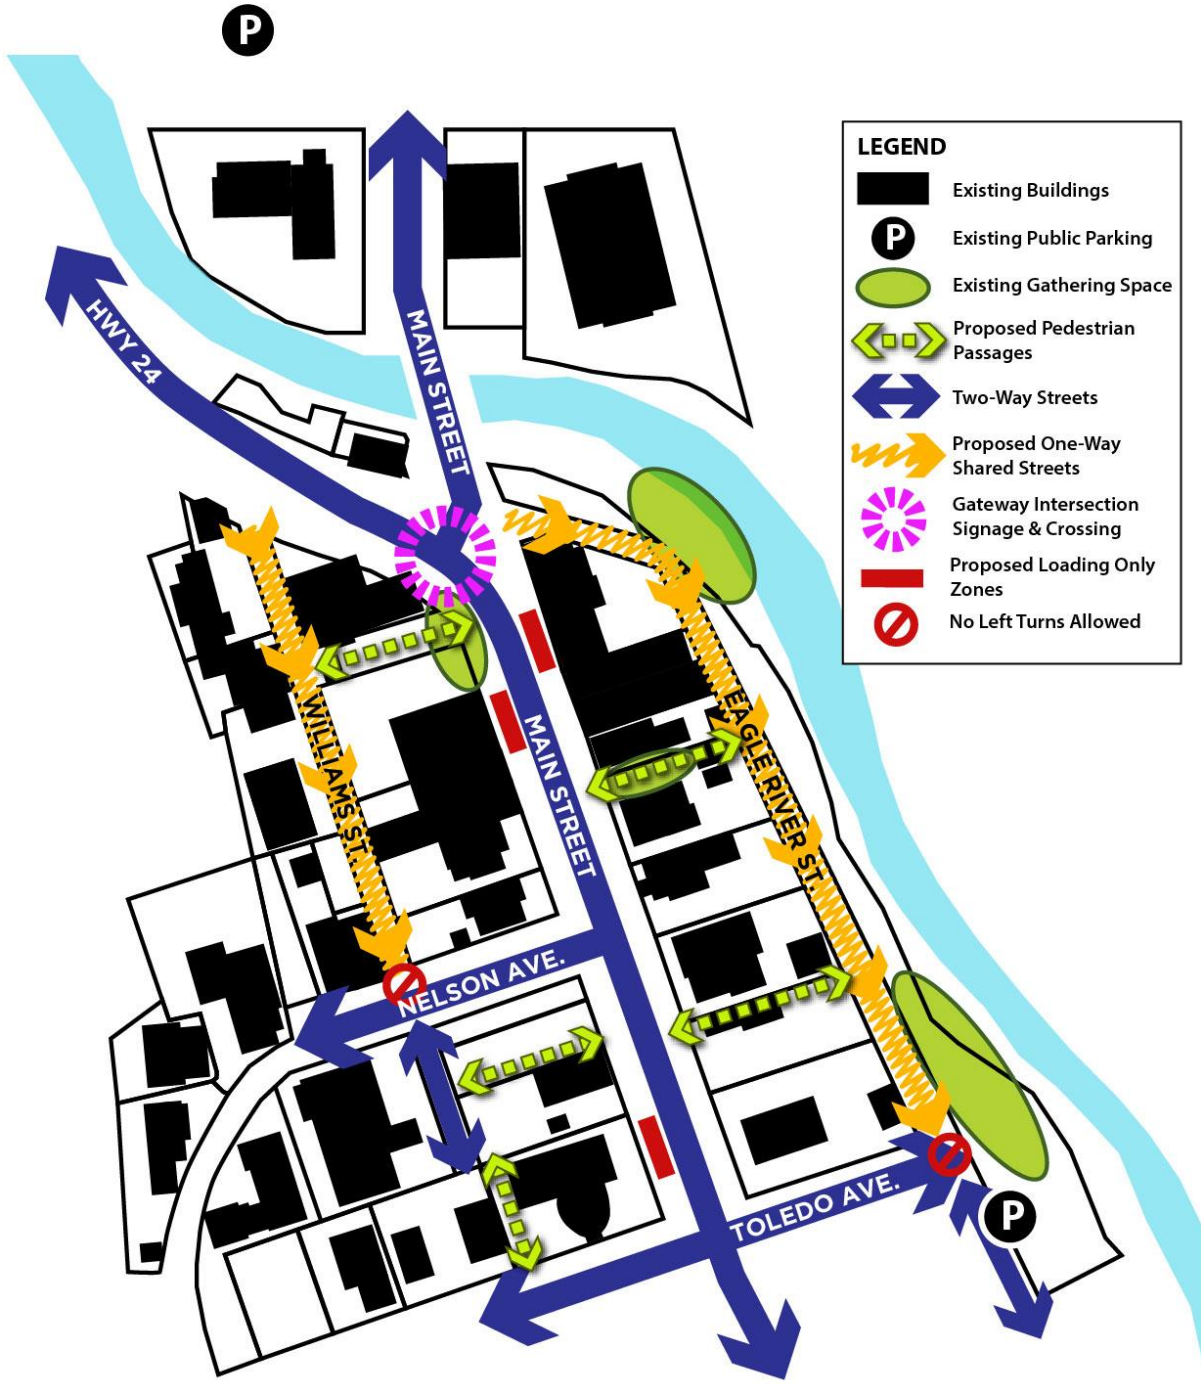 P
HWY 24
MAIN STREET
LEGEND
Existing Buildings
P
Existing Public Parking
Existing Gathering Space
Proposed Pedestrian
Passages
Two-Way Streets
Proposed One-Way
Shared Streets
Gateway Intersection
Signage & Crossing
Proposed Loading Only
Zones
No Left Turns Allowed
WILLIAMS ST.
MAIN STREET
EAGLE RIVER ST.
NELSON AVE.
TOLEDO AVE.
P